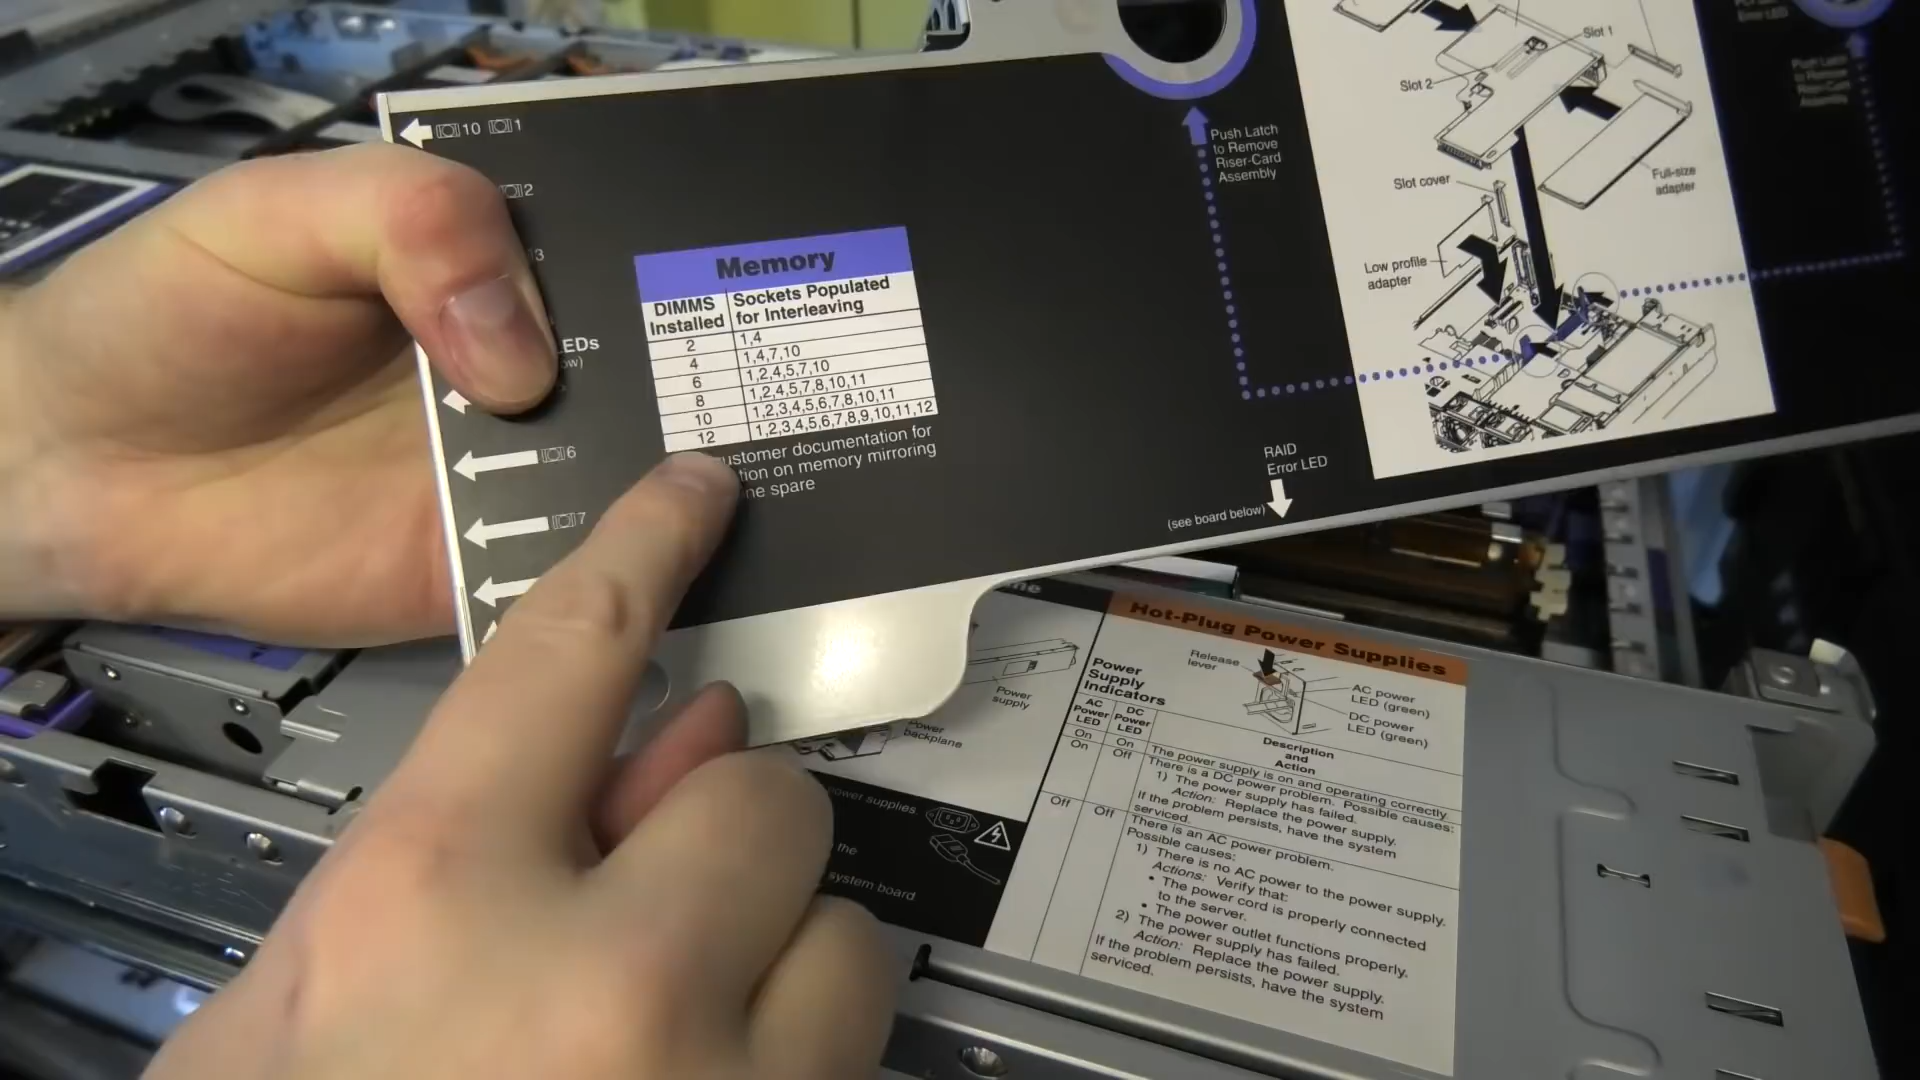 10 1
2
3
LEDs
6
7
Memory
DIMMS Installed
Sockets Populated for Interleaving
2 1,4
4 1,4,7,10
6 1,2,4,5,7,10
8 1,2,4,5,7,8,10,11
10 1,2,3,4,5,6,7,8,10,11
12 1,2,3,4,5,6,7,8,9,10,11,12
documentation for
on memory mirroring
spare
Push Latch
to Remove
Riser-Card
Assembly
RAID
Error LED
(see board below)
Slot 1
Slot 2
Slot cover
Full-size
adapter
Low profile
adapter
Error LED
Push Latch
to Remove
Riser-Card
Assembly
Power
supply
Power
backplane
power supplies
the
system board
Hot-Plug Power Supplies
Release
lever
AC power
LED (green)
DC power
LED (green)
Power
Supply
Indicators
AC
Power
LED
DC
Power
LED
Description
and
Action
On On The power supply is on and operating correctly.
On Off There is a DC power problem. Possible causes:
1) The power supply has failed.
Action: Replace the power supply.
If the problem persists, have the system
serviced.
Off Off There is an AC power problem.
Possible causes:
1) There is no AC power to the power supply.
Actions: Verify that:
• The power cord is properly connected
to the server.
• The power outlet functions properly.
2) The power supply has failed.
Action: Replace the power supply.
If the problem persists, have the system
serviced.